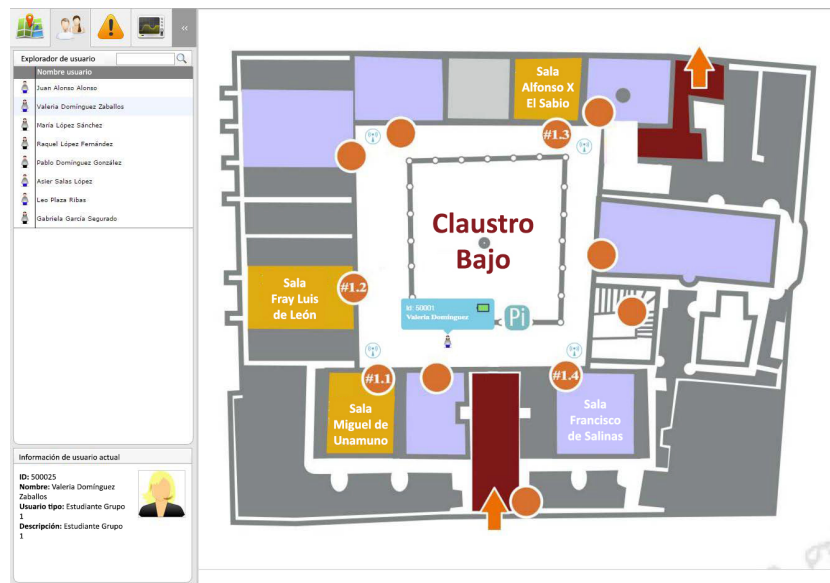 «
Explorador de usuario
Nombre usuario
Juan Alonso Alonso
Valeria Domínguez Zaballos
María López Sánchez
Raquel López Fernández
Pablo Domínguez González
Asier Salas López
Leo Plaza Ribas
Gabriela García Segurado
Información de usuario actual
ID: 500025
Nombre: Valeria Domínguez
Zaballos
Usuario tipo: Estudiante Grupo
1
Descripción: Estudiante Grupo
1
Sala
Alfonso X
El Sabio
#1.3
Claustro
Bajo
Sala
Fray Luis
de León
#1.2
Id: 50001
Valeria Domínguez
Pi
#1.1
#1.4
Sala
Miguel de
Unamuno
Sala
Francisco
de Salinas